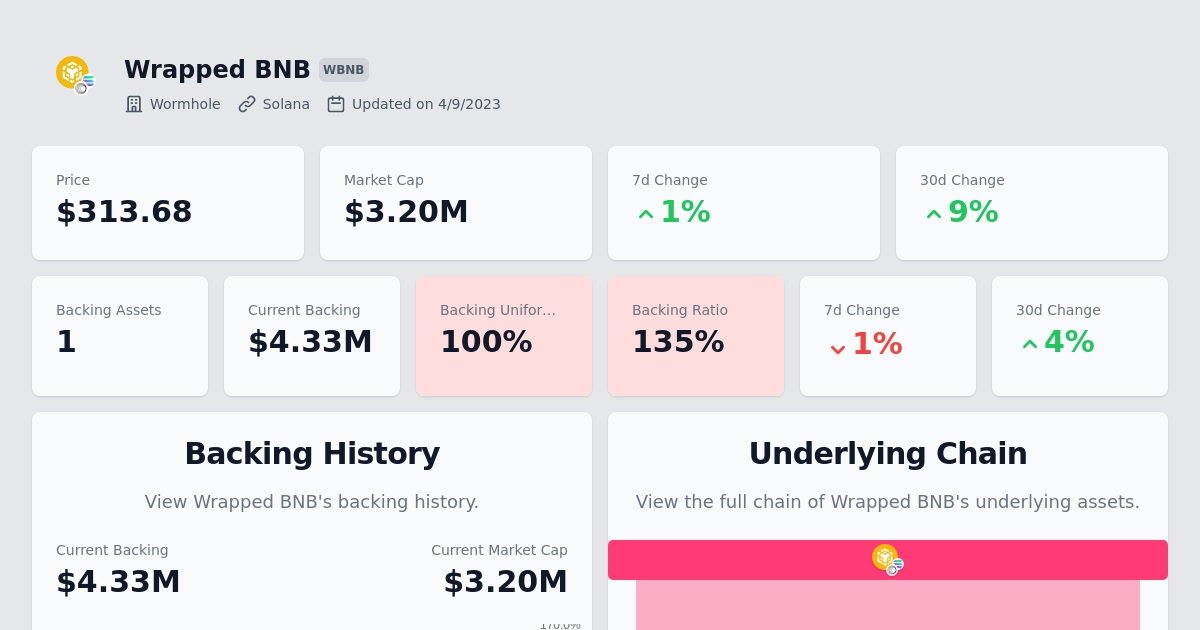 Wrapped BNB WBNB
Wormhole Solana Updated on 4/9/2023
Price Market Cap 7d Change 30d Change
$313.68 $3.20M 1% 9%
Backing Assets Current Backing Backing Unifor... Backing Ratio 7d Change 30d Change
1 $4.33M 100% 135% 1% 4%
Backing History
View Wrapped BNB's backing history.
Current Backing Current Market Cap
$4.33M $3.20M
170.0%
Underlying Chain
View the full chain of Wrapped BNB's underlying assets.